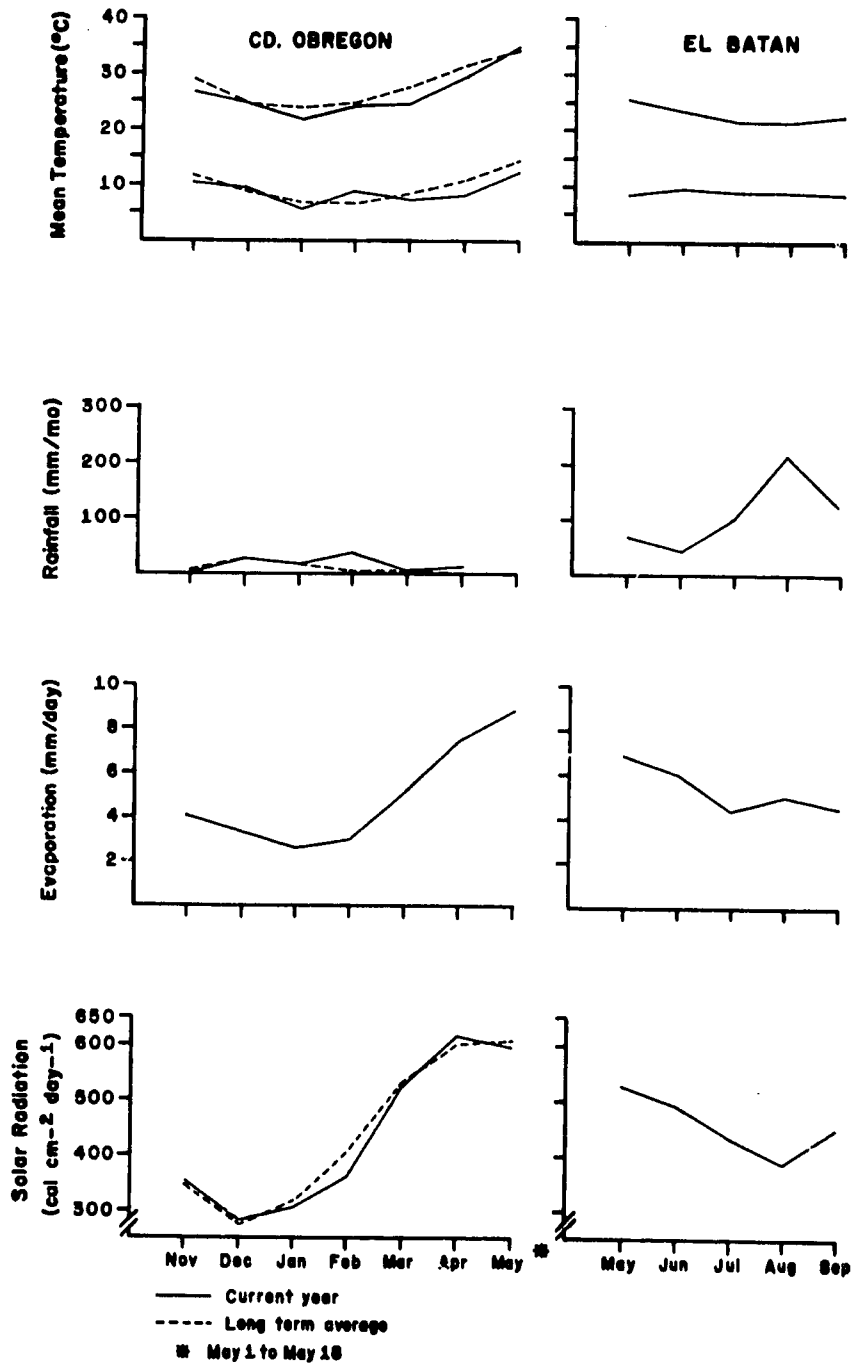 CD. OBREGON
EL BATAN
Mean Temperature (°C)
40
30
20
10
Rainfall (mm/mo)
300
200
100
Evaporation (mm/day)
10
8
6
4
2
Solar Radiation
(cal cm-2 day-1)
650
600
500
400
300
Nov Dec Jan Feb Mar Apr May *
May Jun Jul Aug Sep
Current year
Long term average
* May 1 to May 18